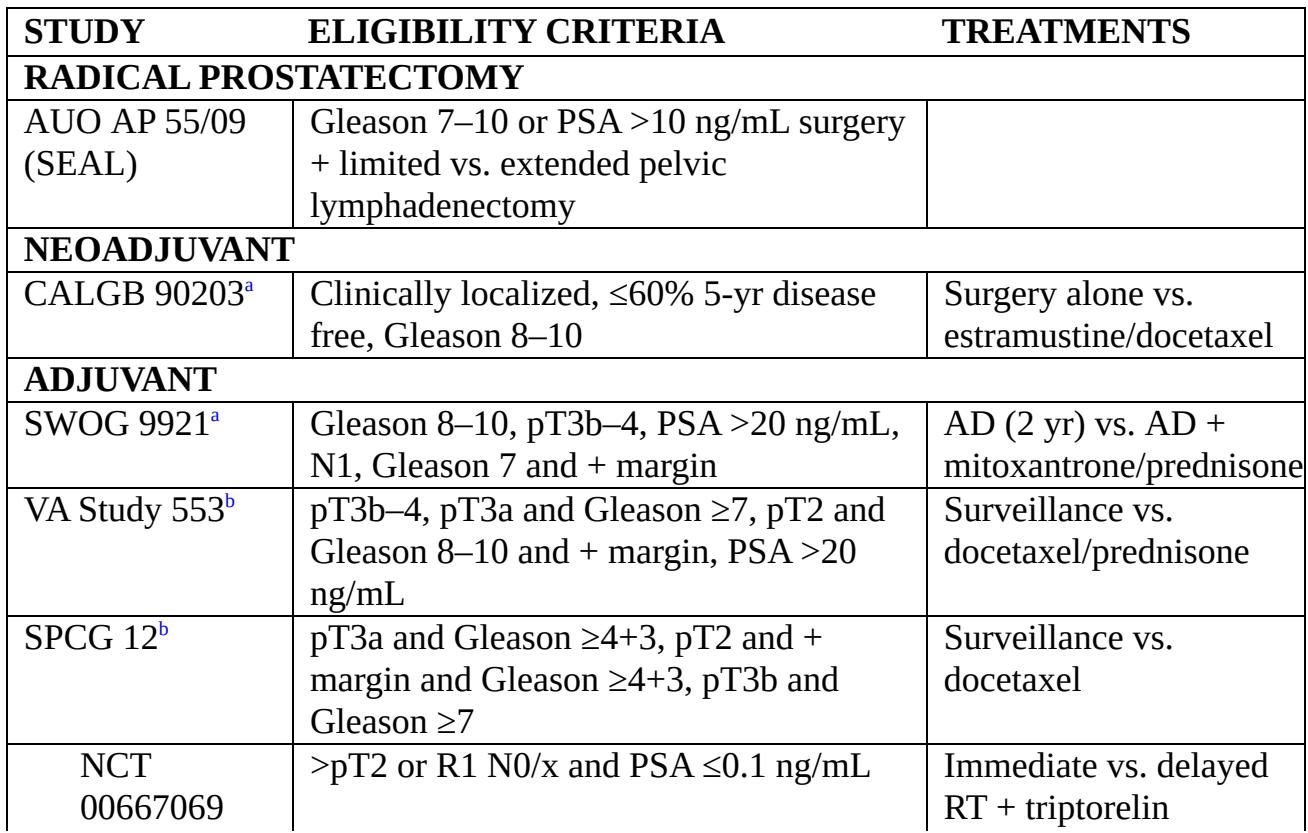 STUDY ELIGIBILITY CRITERIA TREATMENTS
RADICAL PROSTATECTOMY
AUO AP 55/09
(SEAL)
Gleason 7–10 or PSA >10 ng/mL surgery
+ limited vs. extended pelvic
lymphadenectomy
NEOADJUVANT
CALGB 90203a
Clinically localized, ≤60% 5-yr disease
free, Gleason 8–10
Surgery alone vs.
estramustine/docetaxel
ADJUVANT
SWOG 9921a
Gleason 8–10, pT3b–4, PSA >20 ng/mL,
N1, Gleason 7 and + margin
AD (2 yr) vs. AD +
mitoxantrone/prednisone
VA Study 553b
pT3b–4, pT3a and Gleason ≥7, pT2 and
Gleason 8–10 and + margin, PSA >20
ng/mL
Surveillance vs.
docetaxel/prednisone
SPCG 12b
pT3a and Gleason ≥4+3, pT2 and +
margin and Gleason ≥4+3, pT3b and
Gleason ≥7
Surveillance vs.
docetaxel
NCT
00667069
>pT2 or R1 N0/x and PSA ≤0.1 ng/mL
Immediate vs. delayed
RT + triptorelin